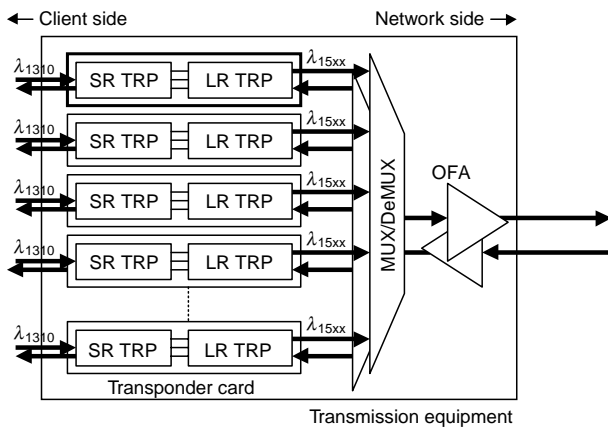 Client side
Network side
λ1310
SR TRP
LR TRP
λ15xx
λ1310
SR TRP
LR TRP
λ15xx
λ1310
SR TRP
LR TRP
λ15xx
λ1310
SR TRP
LR TRP
λ15xx
λ1310
SR TRP
LR TRP
λ15xx
MUX/DeMUX
OFA
Transponder card
Transmission equipment